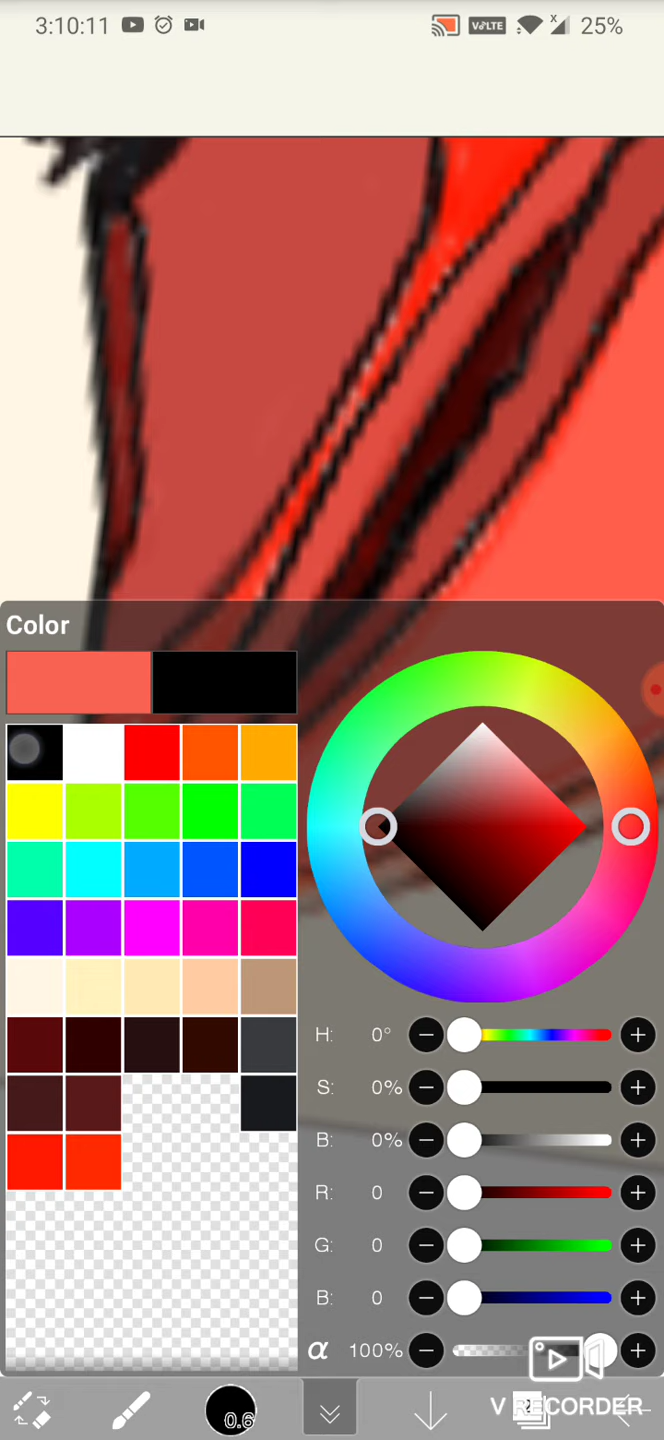 3:10:11 VoLTE x 25%
Color
H: 0°
S: 0%
B: 0%
R: 0
G: 0
B: 0
α 100%
0.6
V RECORDER